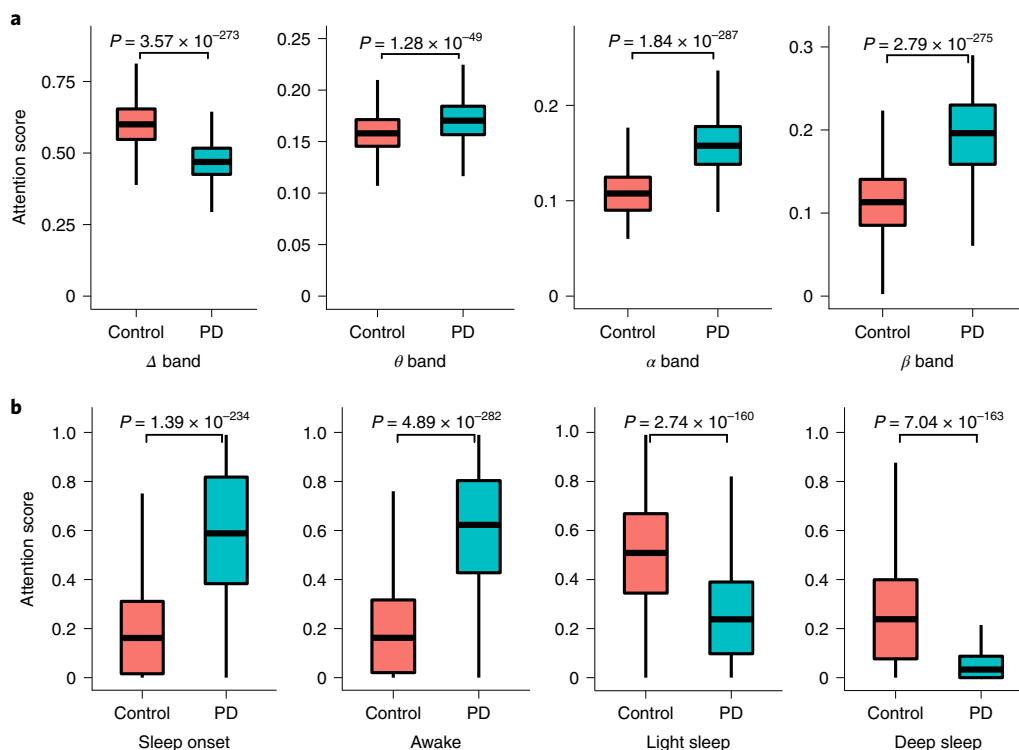 a
P = 3.57 × 10⁻²⁷³
P = 1.28 × 10⁻⁴⁹
P = 1.84 × 10⁻²⁸⁷
P = 2.79 × 10⁻²⁷⁵
Attention score
0.75
0.50
0.25
0
0.25
0.20
0.15
0.10
0.05
0
0.2
0.1
0
0.3
0.2
0.1
0
Control PD
Control PD
Control PD
Control PD
Δ band
θ band
α band
β band
b
P = 1.39 × 10⁻²³⁴
P = 4.89 × 10⁻²⁸²
P = 2.74 × 10⁻¹⁶⁰
P = 7.04 × 10⁻¹⁶³
Attention score
1.0
0.8
0.6
0.4
0.2
0
1.0
0.8
0.6
0.4
0.2
0
1.0
0.8
0.6
0.4
0.2
0
1.0
0.8
0.6
0.4
0.2
0
Control PD
Control PD
Control PD
Control PD
Sleep onset
Awake
Light sleep
Deep sleep